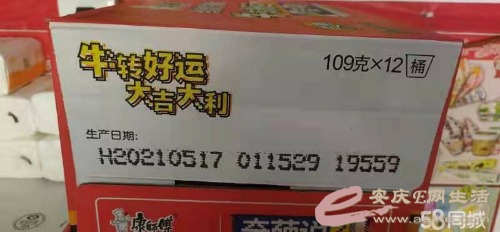 牛转好运
大吉大利
109克×12桶
生产日期:
H20210517 011529 19559
康师傅
安庆E网生活
58同城